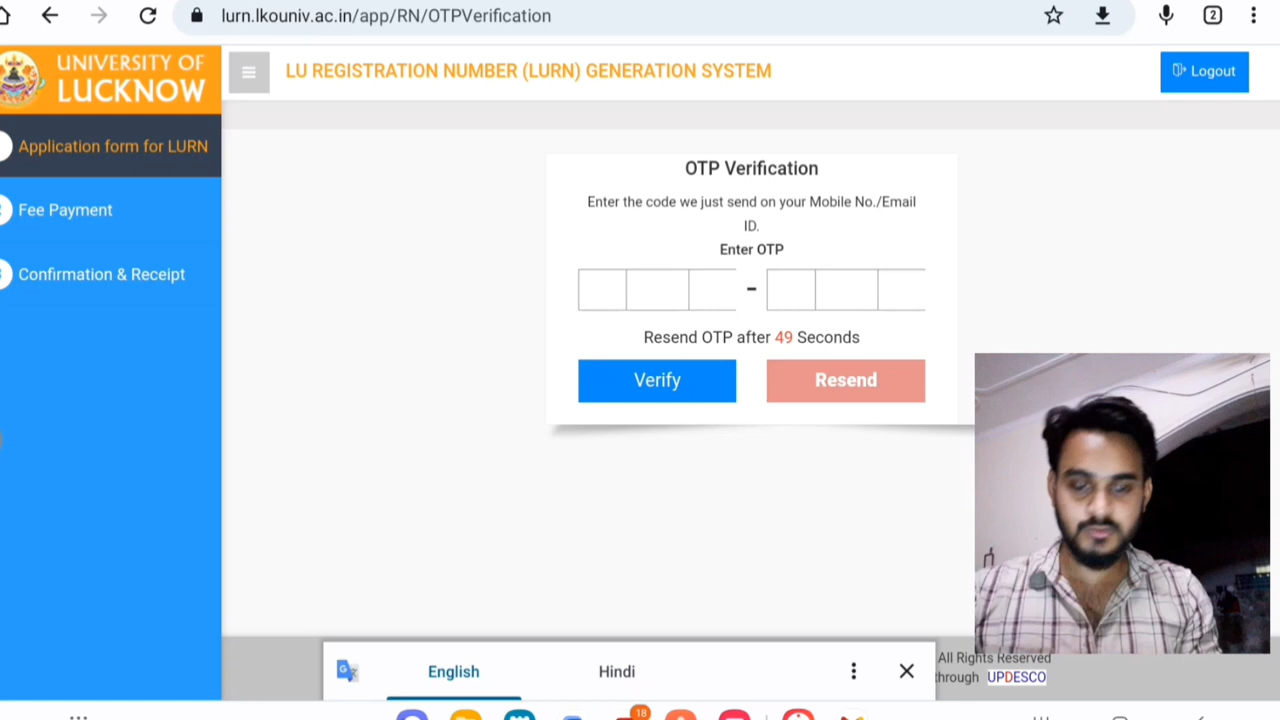 lurn.lkouniv.ac.in/app/RN/OTPVerification
2
UNIVERSITY OF
LUCKNOW
LU REGISTRATION NUMBER (LURN) GENERATION SYSTEM
Logout
Application form for LURN
Fee Payment
Confirmation & Receipt
OTP Verification
Enter the code we just send on your Mobile No./Email
ID.
Enter OTP
-
Resend OTP after 49 Seconds
Verify
Resend
English
Hindi
All Rights Reserved
through UPDESCO
18